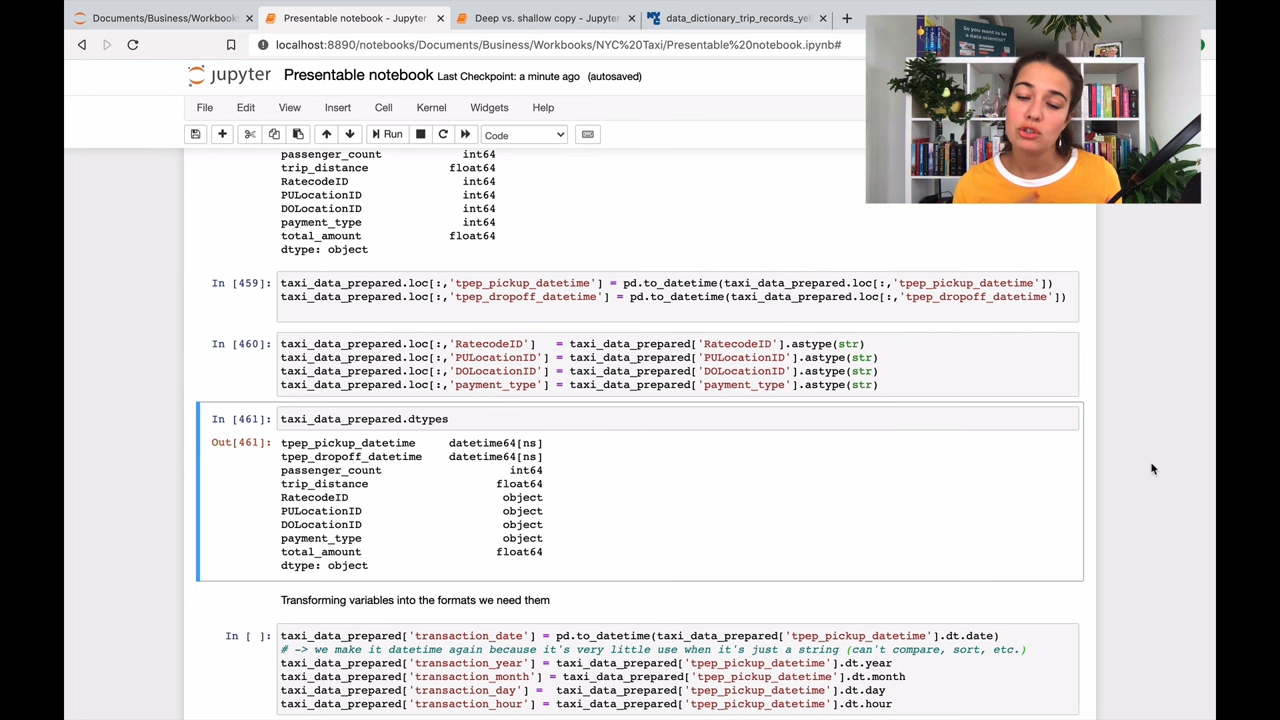 Documents/Business/Workbook
Presentable notebook - Jupyter
Deep vs. shallow copy - Jupyter
data_dictionary_trip_records_ye
localhost:8890/notebooks/Documents/Business/Workbooks/NYC%20Taxi/Presentable%20notebook.ipynb#
So you want to be a data scientist?
jupyter Presentable notebook Last Checkpoint: a minute ago (autosaved)
File Edit View Insert Cell Kernel Widgets Help
Run Code
passenger_count int64
trip_distance float64
RatecodeID int64
PULocationID int64
DOLocationID int64
payment_type int64
total_amount float64
dtype: object
In [459]: taxi_data_prepared.loc[:,'tpep_pickup_datetime'] = pd.to_datetime(taxi_data_prepared.loc[:,'tpep_pickup_datetime'])
taxi_data_prepared.loc[:,'tpep_dropoff_datetime'] = pd.to_datetime(taxi_data_prepared.loc[:,'tpep_dropoff_datetime'])
In [460]: taxi_data_prepared.loc[:,'RatecodeID'] = taxi_data_prepared['RatecodeID'].astype(str)
taxi_data_prepared.loc[:,'PULocationID'] = taxi_data_prepared['PULocationID'].astype(str)
taxi_data_prepared.loc[:,'DOLocationID'] = taxi_data_prepared['DOLocationID'].astype(str)
taxi_data_prepared.loc[:,'payment_type'] = taxi_data_prepared['payment_type'].astype(str)
In [461]: taxi_data_prepared.dtypes
Out[461]: tpep_pickup_datetime datetime64[ns]
tpep_dropoff_datetime datetime64[ns]
passenger_count int64
trip_distance float64
RatecodeID object
PULocationID object
DOLocationID object
payment_type object
total_amount float64
dtype: object
Transforming variables into the formats we need them
In [ ]: taxi_data_prepared['transaction_date'] = pd.to_datetime(taxi_data_prepared['tpep_pickup_datetime'].dt.date)
# -> we make it datetime again because it's very little use when it's just a string (can't compare, sort, etc.)
taxi_data_prepared['transaction_year'] = taxi_data_prepared['tpep_pickup_datetime'].dt.year
taxi_data_prepared['transaction_month'] = taxi_data_prepared['tpep_pickup_datetime'].dt.month
taxi_data_prepared['transaction_day'] = taxi_data_prepared['tpep_pickup_datetime'].dt.day
taxi_data_prepared['transaction_hour'] = taxi_data_prepared['tpep_pickup_datetime'].dt.hour